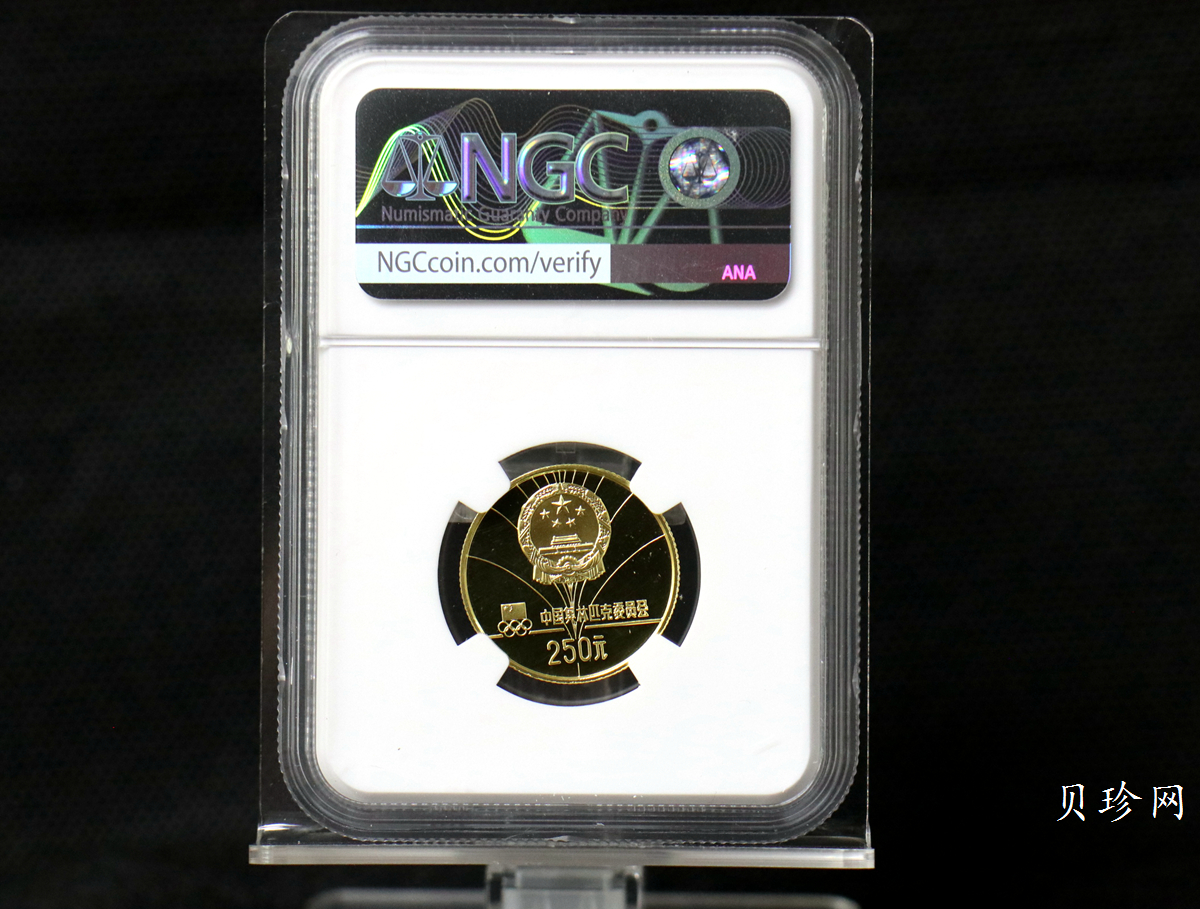 NGC
Numismatic Guaranty Company
NGCcoin.com/verify
ANA
中国奥林匹克委员会
250元
贝珍网